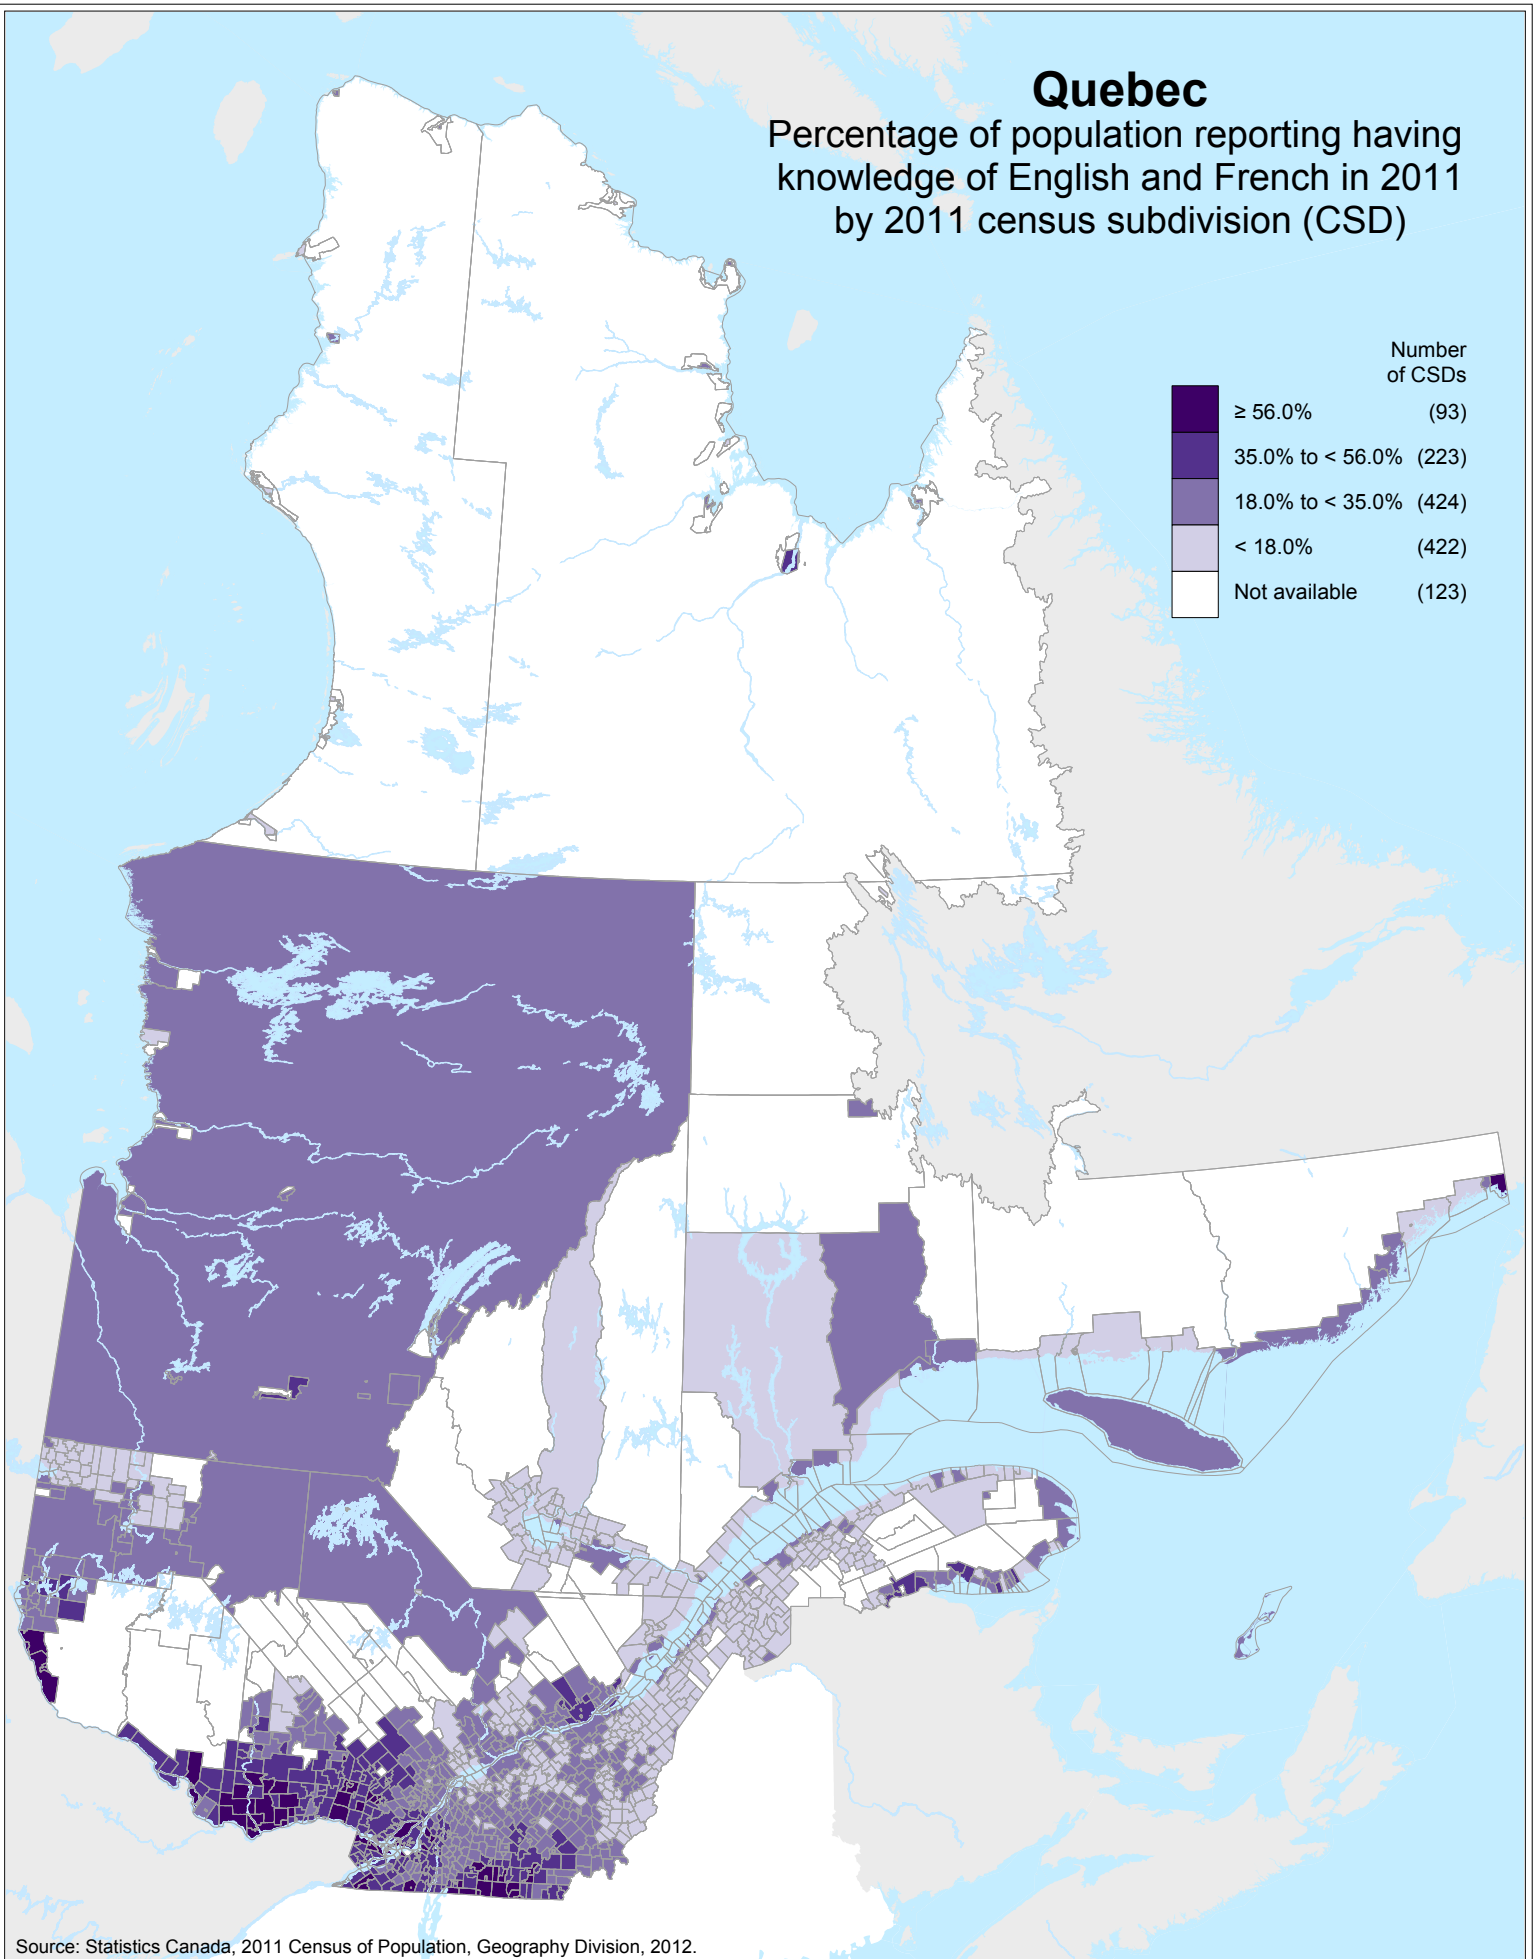 Quebec
Percentage of population reporting having
knowledge of English and French in 2011
by 2011 census subdivision (CSD)
Number
of CSDs
≥ 56.0% (93)
35.0% to < 56.0% (223)
18.0% to < 35.0% (424)
< 18.0% (422)
Not available (123)
Source: Statistics Canada, 2011 Census of Population, Geography Division, 2012.